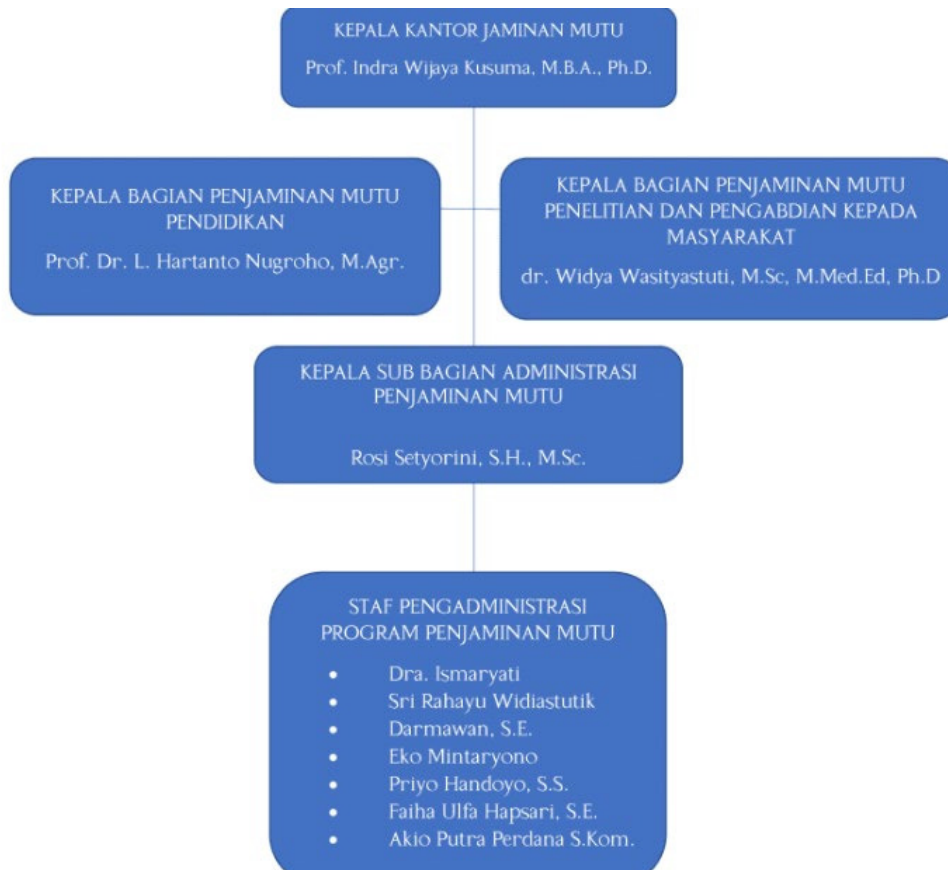 KEPALA KANTOR JAMINAN MUTU
Prof. Indra Wijaya Kusuma, M.B.A., Ph.D.
KEPALA BAGIAN PENJAMINAN MUTU
PENDIDIKAN
Prof. Dr. L. Hartanto Nugroho, M.Agr.
KEPALA BAGIAN PENJAMINAN MUTU
PENELITIAN DAN PENGABDIAN KEPADA
MASYARAKAT
dr. Widya Wasityastuti, M.Sc, M.Med.Ed, Ph.D
KEPALA SUB BAGIAN ADMINISTRASI
PENJAMINAN MUTU
Rosi Setyorini, S.H., M.Sc.
STAF PENGADMINISTRASI
PROGRAM PENJAMINAN MUTU
• Dra. Ismaryati
• Sri Rahayu Widiastutik
• Darmawan, S.E.
• Eko Mintaryono
• Priyo Handoyo, S.S.
• Faiha Ulfa Hapsari, S.E.
• Akio Putra Perdana S.Kom.